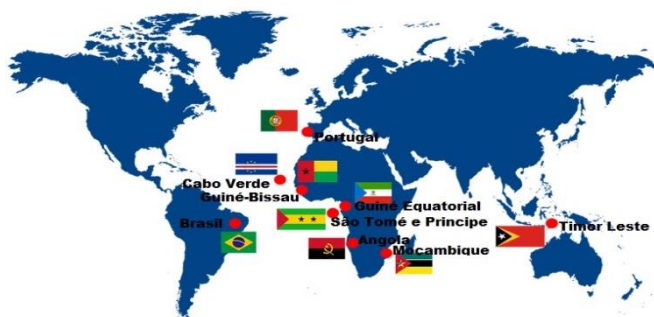 Portugal
Cabo Verde
Guiné-Bissau
Guiné Equatorial
São Tomé e Principe
Brasil
Timor Leste
Angola
Moçambique